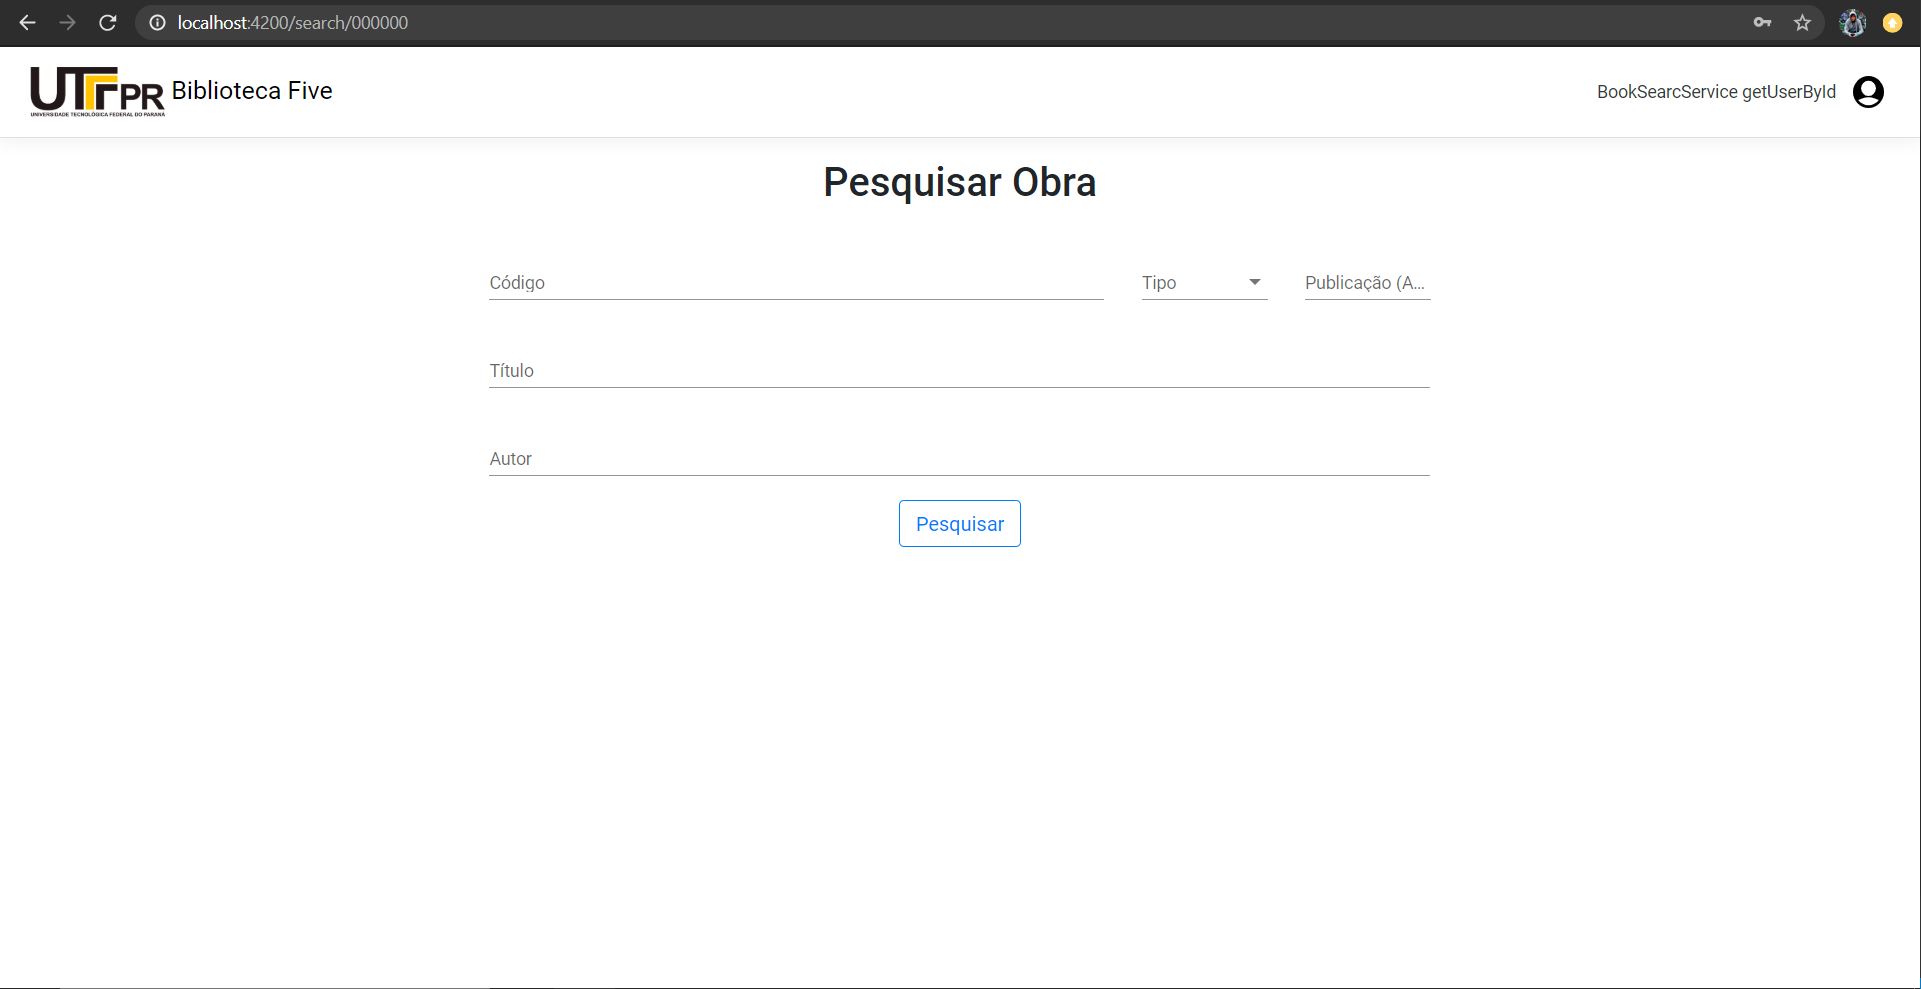 localhost:4200/search/000000
UTFPR Biblioteca Five
UNIVERSIDADE TECNOLÓGICA FEDERAL DO PARANÁ
BookSearcService getUserById
Pesquisar Obra
Código
Tipo
Publicação (A...
Título
Autor
Pesquisar